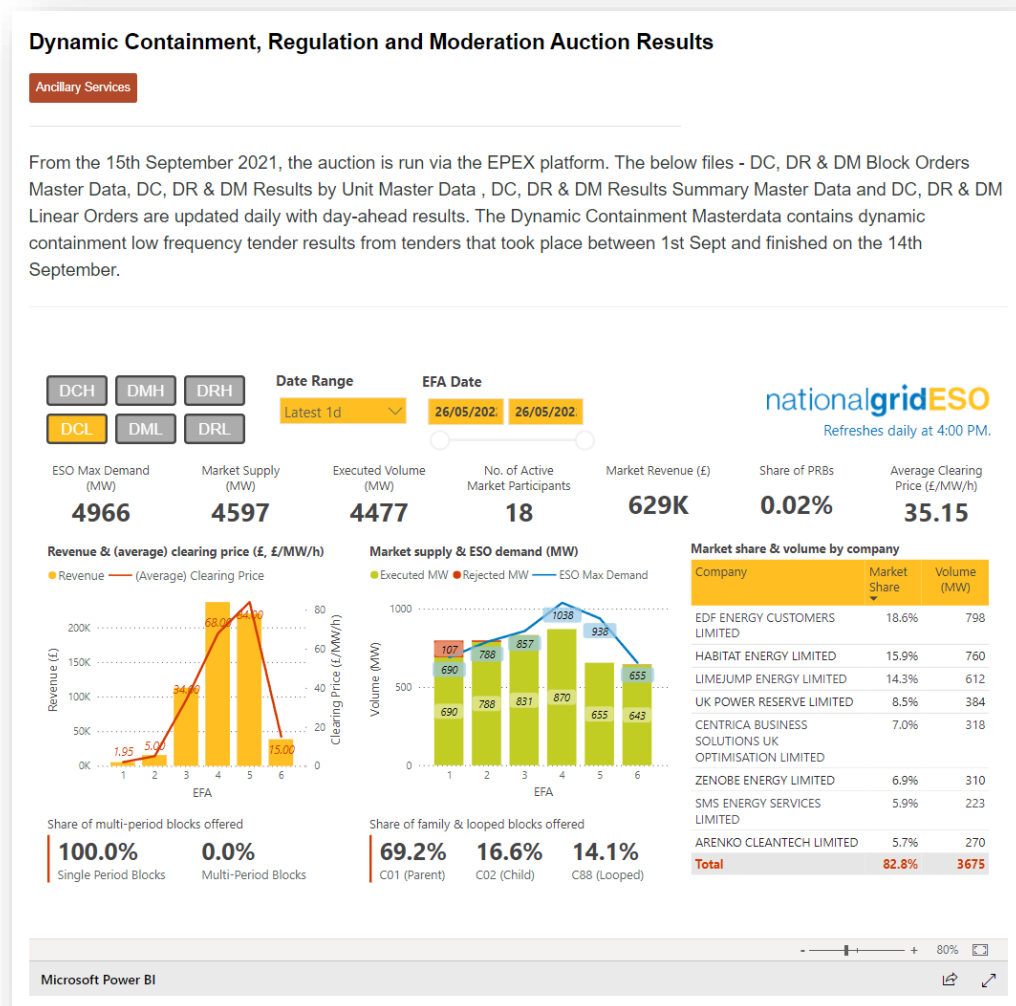 Dynamic Containment, Regulation and Moderation Auction Results
Ancillary Services
From the 15th September 2021, the auction is run via the EPEX platform. The below files - DC, DR & DM Block Orders
Master Data, DC, DR & DM Results by Unit Master Data , DC, DR & DM Results Summary Master Data and DC, DR & DM
Linear Orders are updated daily with day-ahead results. The Dynamic Containment Masterdata contains dynamic
containment low frequency tender results from tenders that took place between 1st Sept and finished on the 14th
September.
DCH DMH DRH
DCL DML DRL
Date Range
Latest 1d
EFA Date
26/05/202 26/05/202
nationalgridESO
Refreshes daily at 4:00 PM.
ESO Max Demand
(MW)
4966
Market Supply
(MW)
4597
Executed Volume
(MW)
4477
No. of Active
Market Participants
18
Market Revenue (£)
629K
Share of PRBs
0.02%
Average Clearing
Price (£/MW/h)
35.15
Revenue & (average) clearing price (£, £/MW/h)
Revenue (Average) Clearing Price
Revenue (£)
200K
150K
100K
50K
0K
1.95 5.00 34.00 68.00 84.00 15.00
80
60
40
20
0
Clearing Price (£/MW/h)
1 2 3 4 5 6
EFA
Market supply & ESO demand (MW)
Executed MW Rejected MW ESO Max Demand
Volume (MW)
1000
500
0
107
690 788 857 1038 938 655
690 788 831 870 655 643
1 2 3 4 5 6
EFA
Market share & volume by company
Company Market Share Volume (MW)
EDF ENERGY CUSTOMERS LIMITED 18.6% 798
HABITAT ENERGY LIMITED 15.9% 760
LIMEJUMP ENERGY LIMITED 14.3% 612
UK POWER RESERVE LIMITED 8.5% 384
CENTRICA BUSINESS SOLUTIONS UK OPTIMISATION LIMITED 7.0% 318
ZENOBE ENERGY LIMITED 6.9% 310
SMS ENERGY SERVICES LIMITED 5.9% 223
ARENKO CLEANTECH LIMITED 5.7% 270
Total 82.8% 3675
Share of multi-period blocks offered
100.0% 0.0%
Single Period Blocks Multi-Period Blocks
Share of family & looped blocks offered
69.2% 16.6% 14.1%
C01 (Parent) C02 (Child) C88 (Looped)
- + 80%
Microsoft Power BI